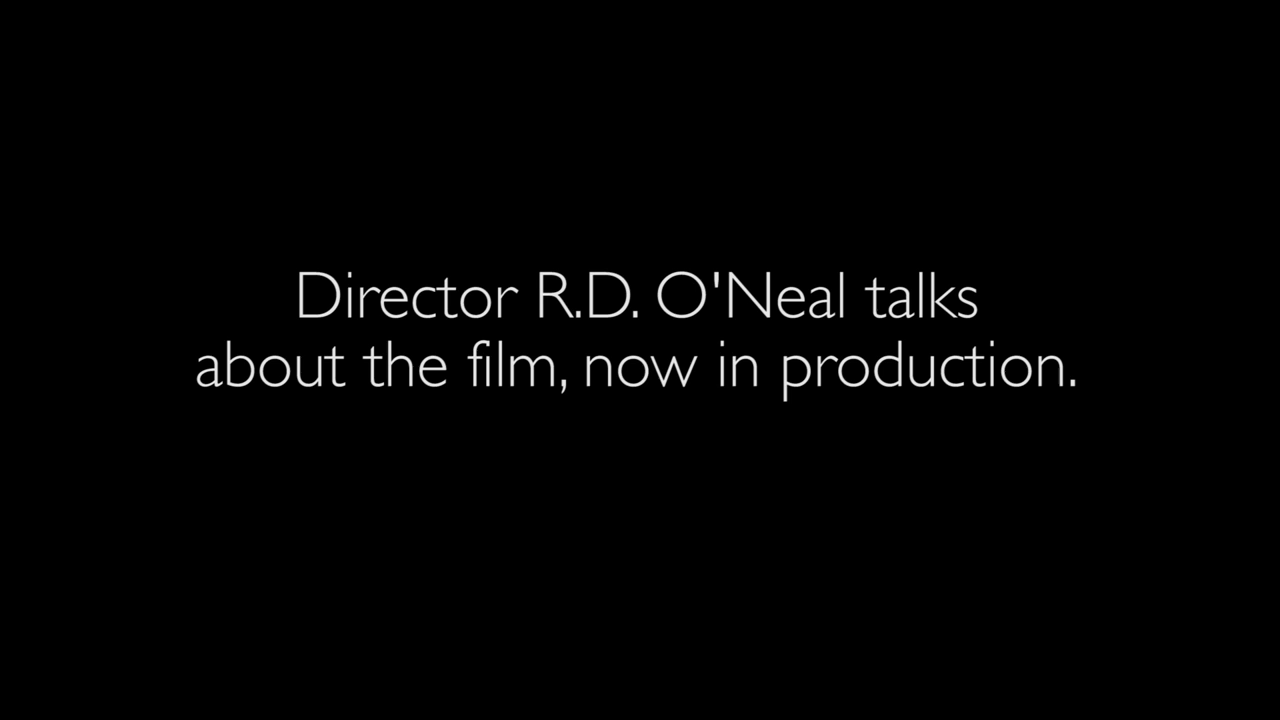 Director R.D. O'Neal talks
about the film, now in production.